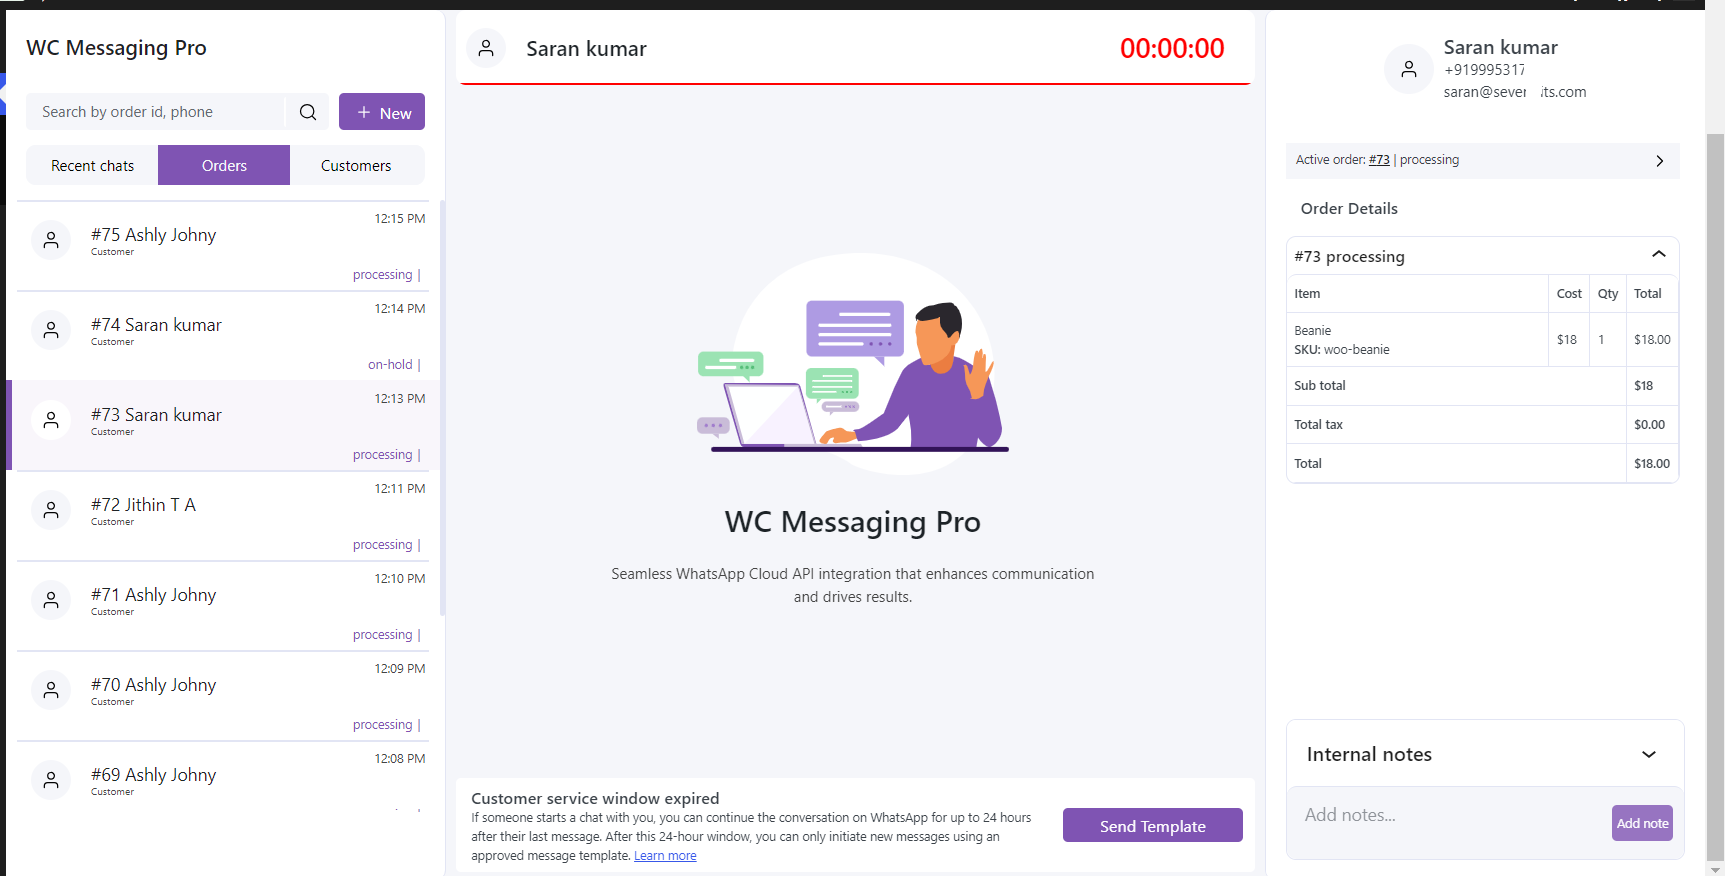 WC Messaging Pro
Search by order id, phone
+ New
Recent chats
Orders
Customers
12:15 PM
#75 Ashly Johny
Customer
processing |
12:14 PM
#74 Saran kumar
Customer
on-hold |
12:13 PM
#73 Saran kumar
Customer
processing |
12:11 PM
#72 Jithin T A
Customer
processing |
12:10 PM
#71 Ashly Johny
Customer
processing |
12:09 PM
#70 Ashly Johny
Customer
processing |
12:08 PM
#69 Ashly Johny
Customer
Saran kumar
00:00:00
WC Messaging Pro
Seamless WhatsApp Cloud API integration that enhances communication
and drives results.
Customer service window expired
If someone starts a chat with you, you can continue the conversation on WhatsApp for up to 24 hours
after their last message. After this 24-hour window, you can only initiate new messages using an
approved message template. Learn more
Send Template
Saran kumar
+919995317
saran@seve its.com
Active order: #73 | processing
Order Details
#73 processing
Item Cost Qty Total
Beanie
SKU: woo-beanie
$18 1 $18.00
Sub total $18
Total tax $0.00
Total $18.00
Internal notes
Add notes...
Add note